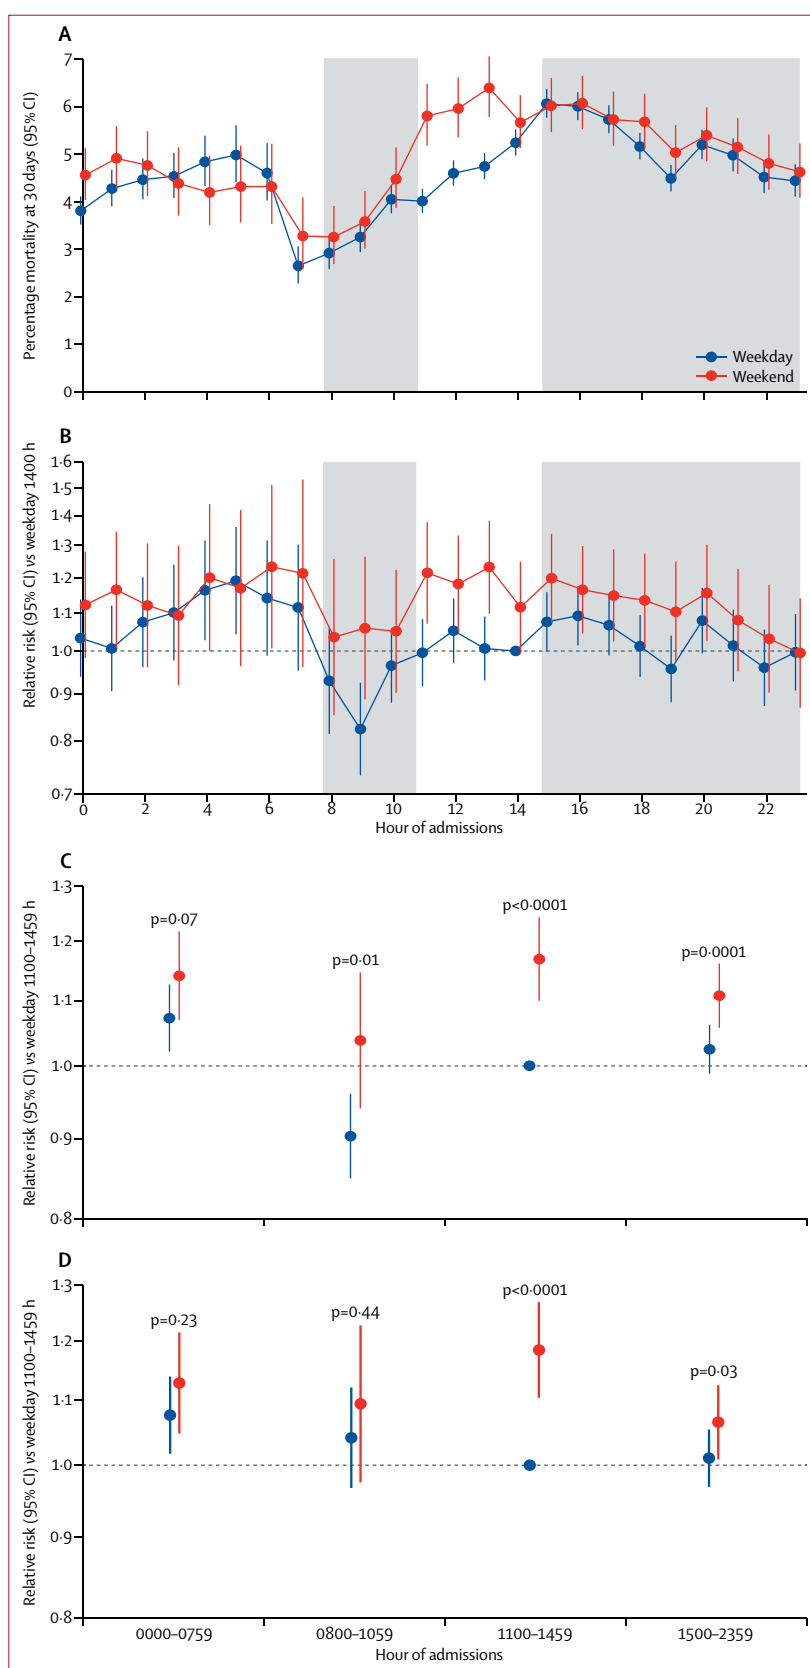 A
Percentage mortality at 30 days (95% CI)
7
6
5
4
3
2
1
0
Weekday
Weekend
B
Relative risk (95% CI) vs weekday 1400 h
1·6
1·5
1·4
1·3
1·2
1·1
1·0
0·9
0·8
0·7
0 2 4 6 8 10 12 14 16 18 20 22
Hour of admissions
C
Relative risk (95% CI) vs weekday 1100–1459 h
1·3
1·2
1·1
1·0
0·9
0·8
p=0·07
p=0·01
p<0·0001
p=0·0001
D
Relative risk (95% CI) vs weekday 1100–1459 h
1·3
1·2
1·1
1·0
0·9
0·8
p=0·23
p=0·44
p<0·0001
p=0·03
0000–0759 0800–1059 1100–1459 1500–2359
Hour of admissions